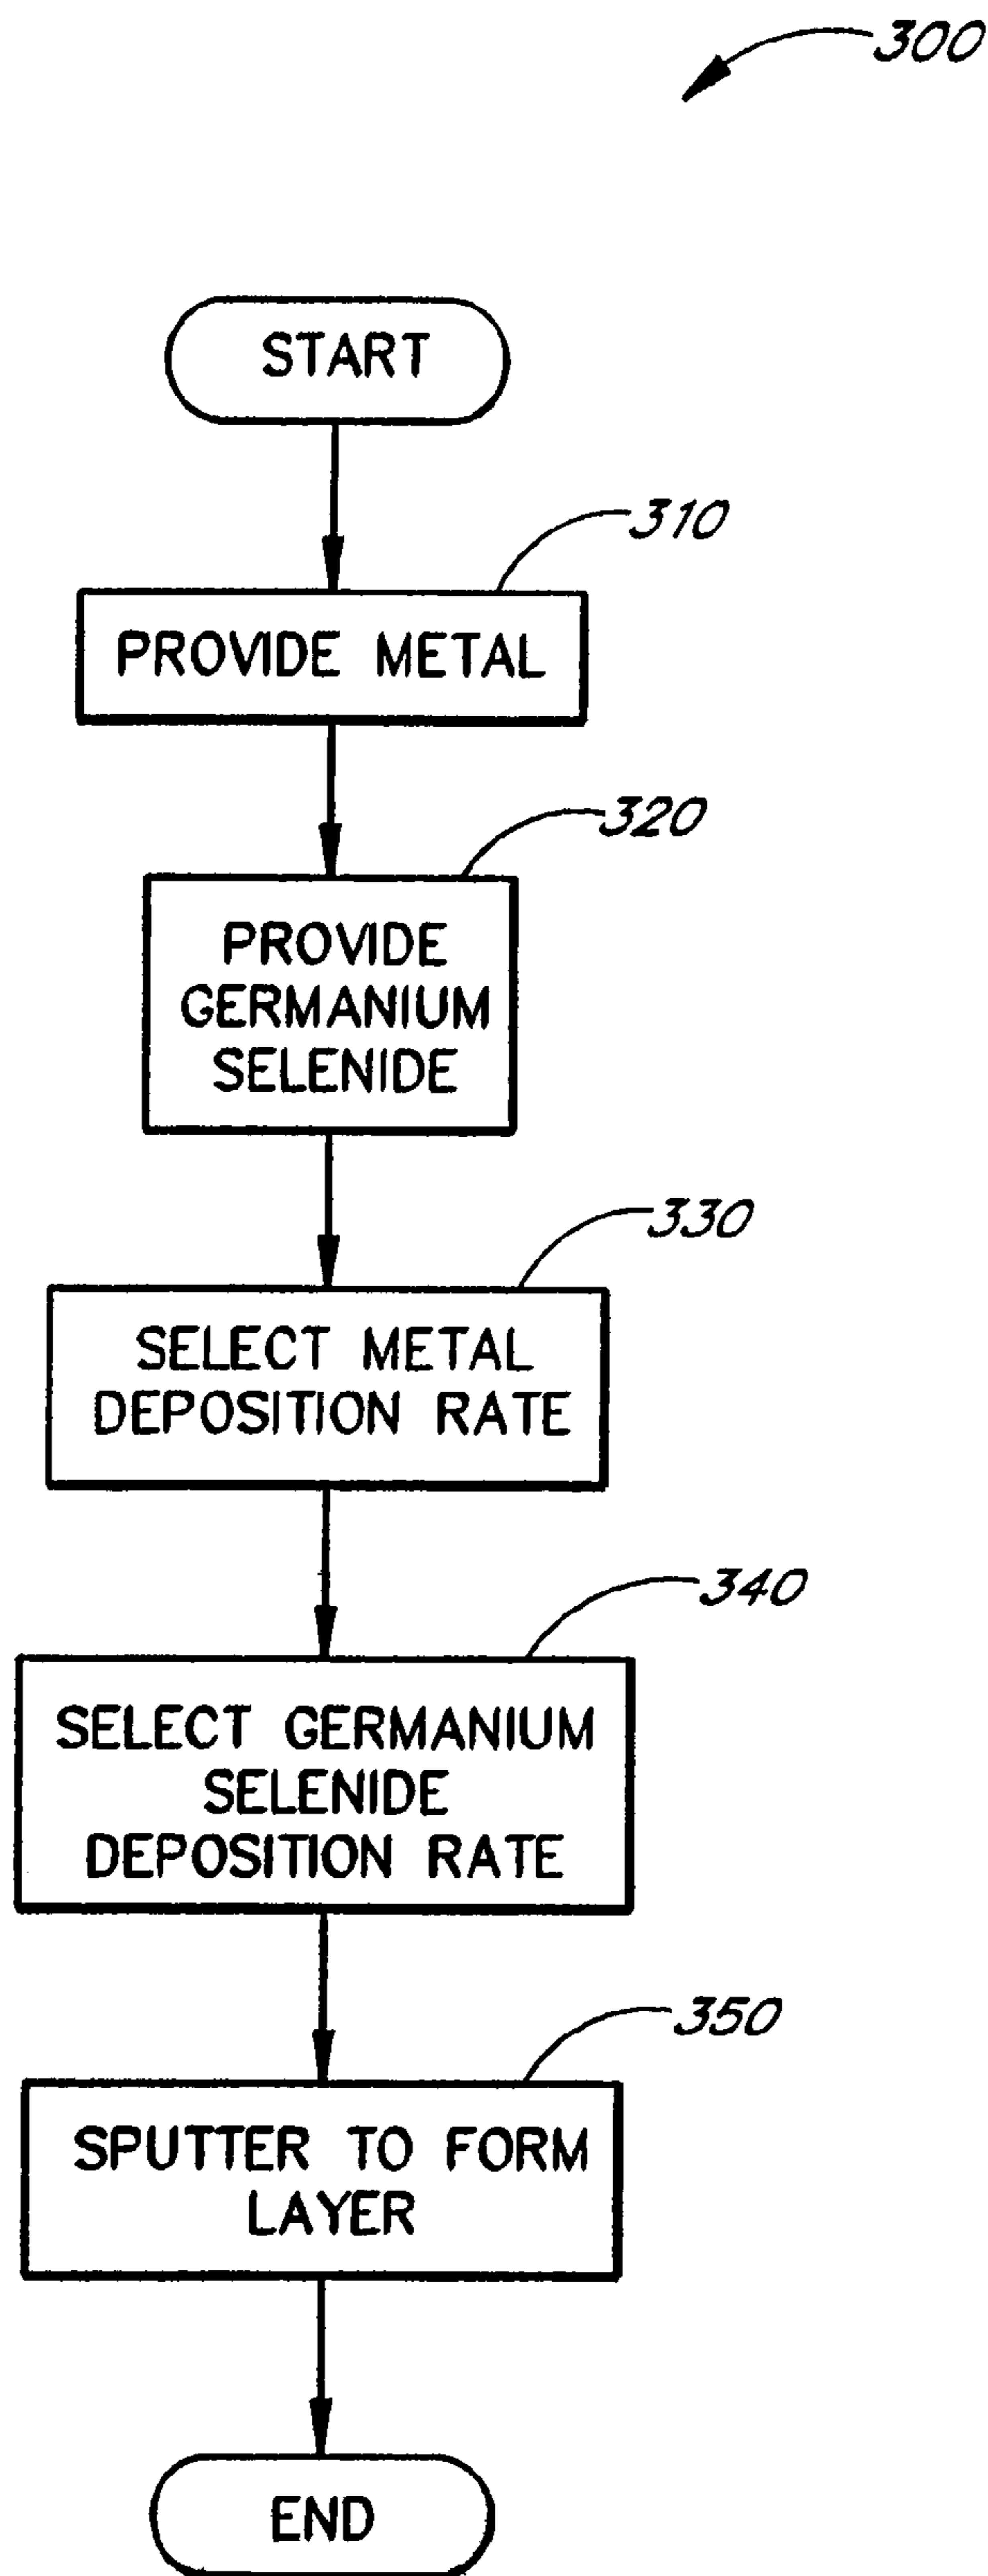 300
START
310
PROVIDE METAL
320
PROVIDE
GERMANIUM
SELENIDE
330
SELECT METAL
DEPOSITION RATE
340
SELECT GERMANIUM
SELENIDE
DEPOSITION RATE
350
SPUTTER TO FORM
LAYER
END